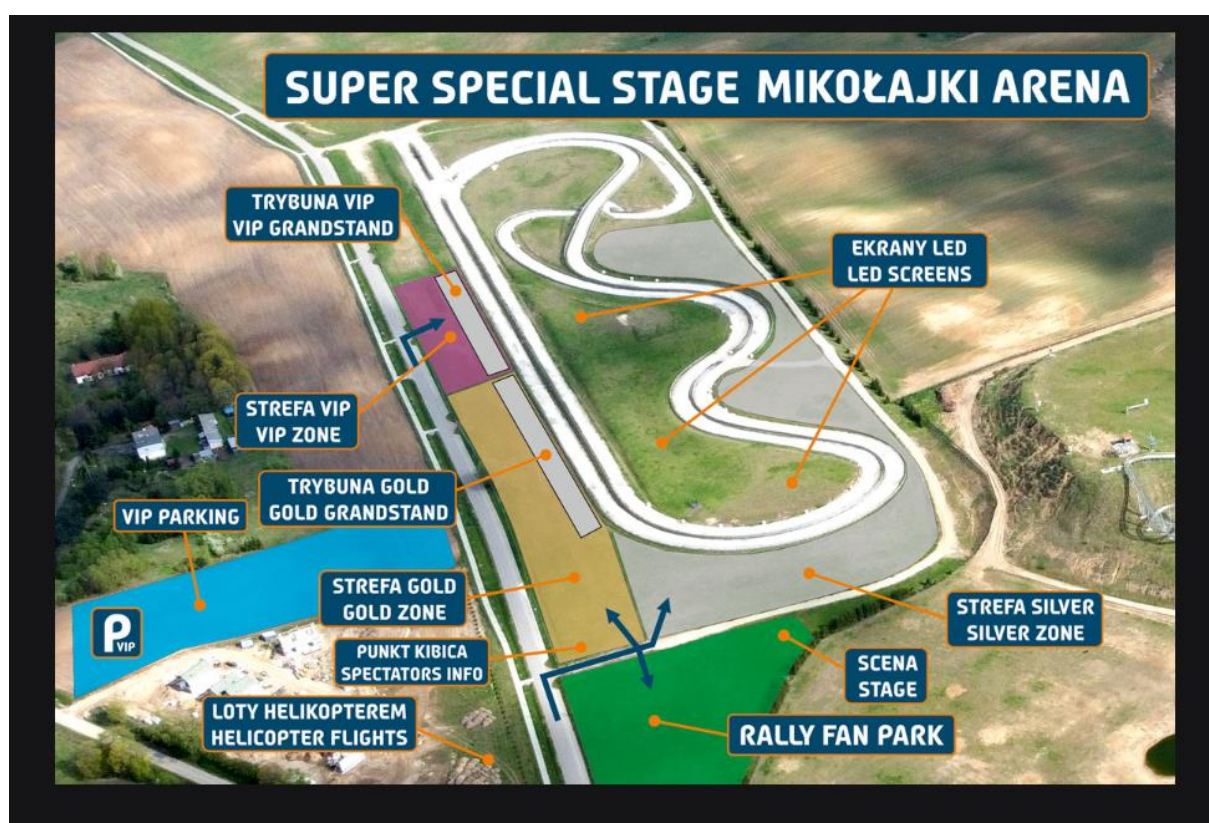 SUPER SPECIAL STAGE MIKOŁAJKI ARENA
TRYBUNA VIP
VIP GRANDSTAND
EKRANY LED
LED SCREENS
STREFA VIP
VIP ZONE
TRYBUNA GOLD
GOLD GRANDSTAND
VIP PARKING
STREFA GOLD
GOLD ZONE
STREFA SILVER
SILVER ZONE
P VIP
PUNKT KIBICA
SPECTATORS INFO
SCENA
STAGE
LOTY HELIKOPTEREM
HELICOPTER FLIGHTS
RALLY FAN PARK